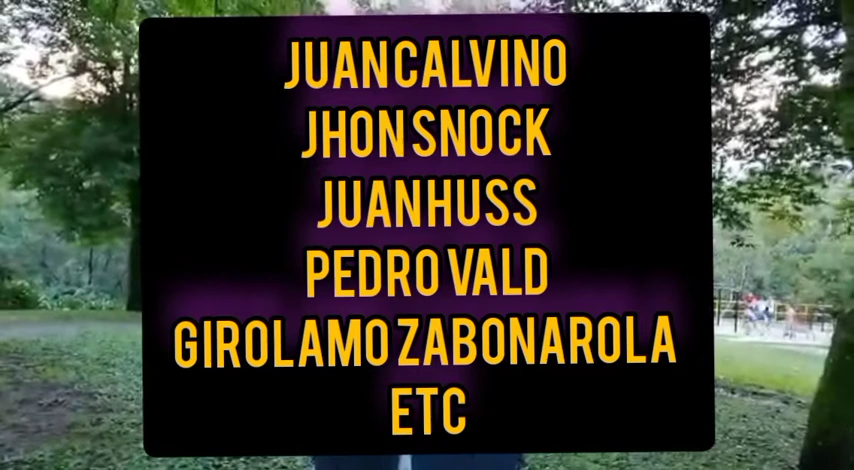 JUAN CALVINO
JHON SNOCK
JUAN HUSS
PEDRO VALD
GIROLAMO ZABONAROLA
ETC